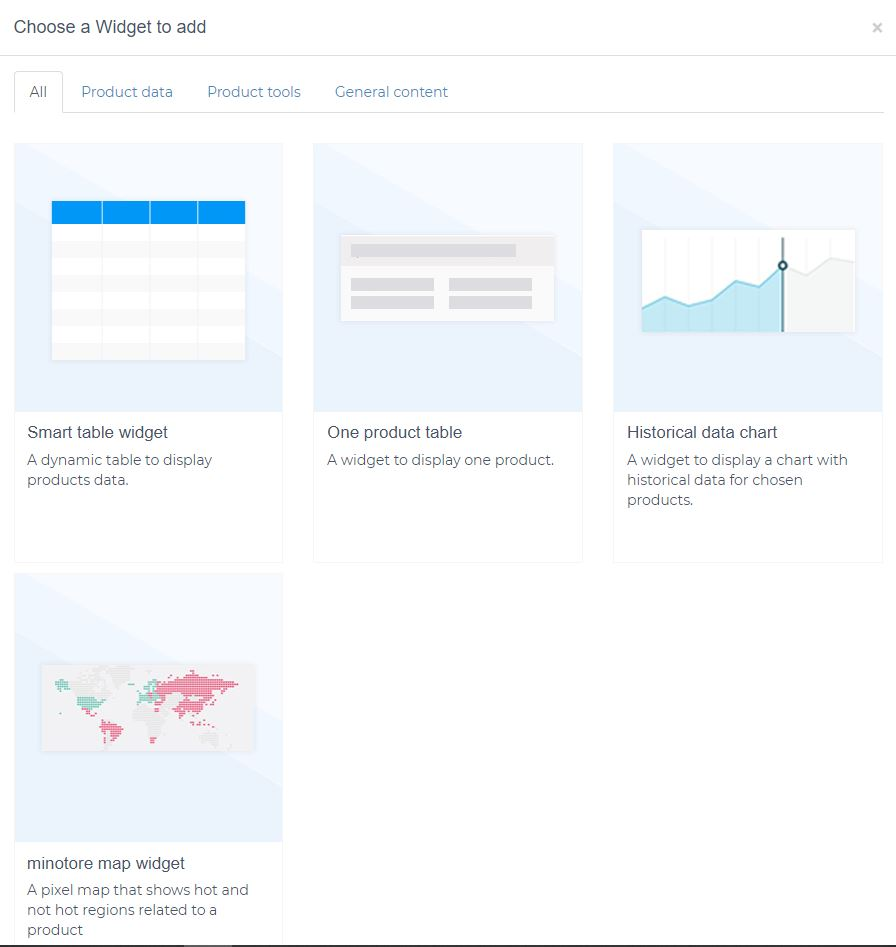 Choose a Widget to add
×
All
Product data
Product tools
General content
Smart table widget
A dynamic table to display
products data.
One product table
A widget to display one product.
Historical data chart
A widget to display a chart with
historical data for chosen
products.
minotore map widget
A pixel map that shows hot and
not hot regions related to a
product